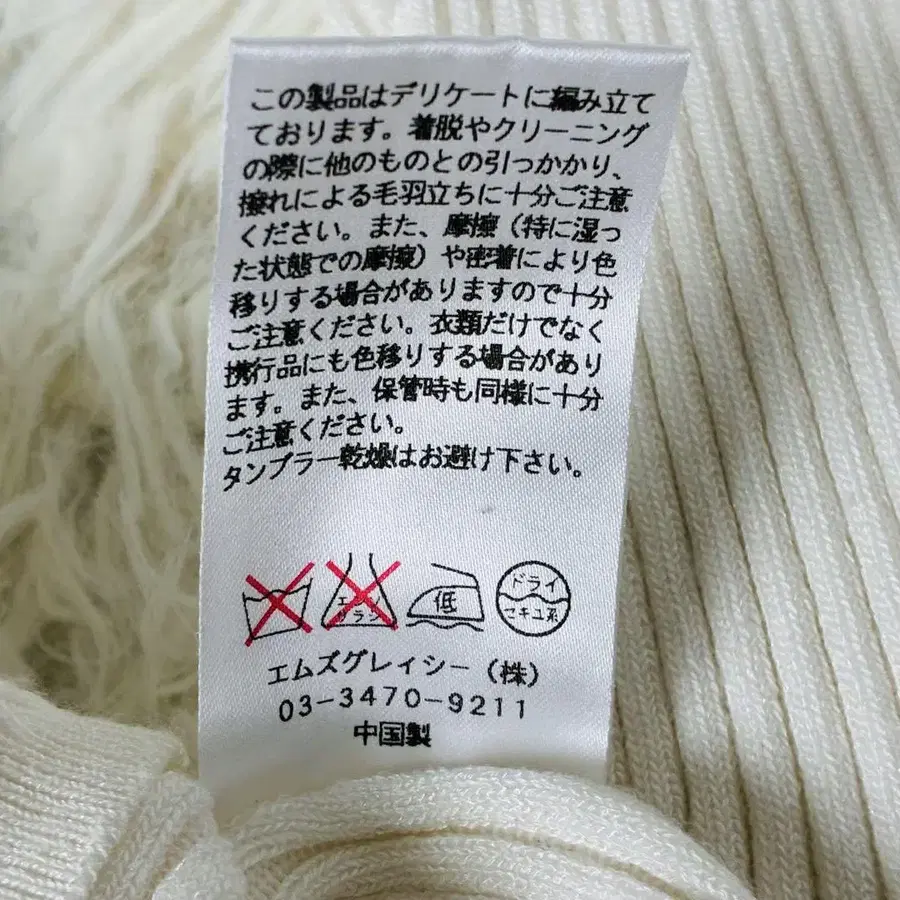 この製品はデリケートに編み立て
ております。着脱やクリーニング
の際に他のものとの引っかかり、
擦れによる毛羽立ちに十分ご注意
ください。また、摩擦（特に湿っ
た状態での摩擦）や密着により色
移りする場合がありますので十分
ご注意ください。衣類だけでなく
携行品にも色移りする場合があり
ます。また、保管時も同様に十分
ご注意ください。
タンブラー乾燥はお避け下さい。
エンソ
サラシ
低
ドライ
セキユ系
エムズグレイシー（株）
03-3470-9211
中国製